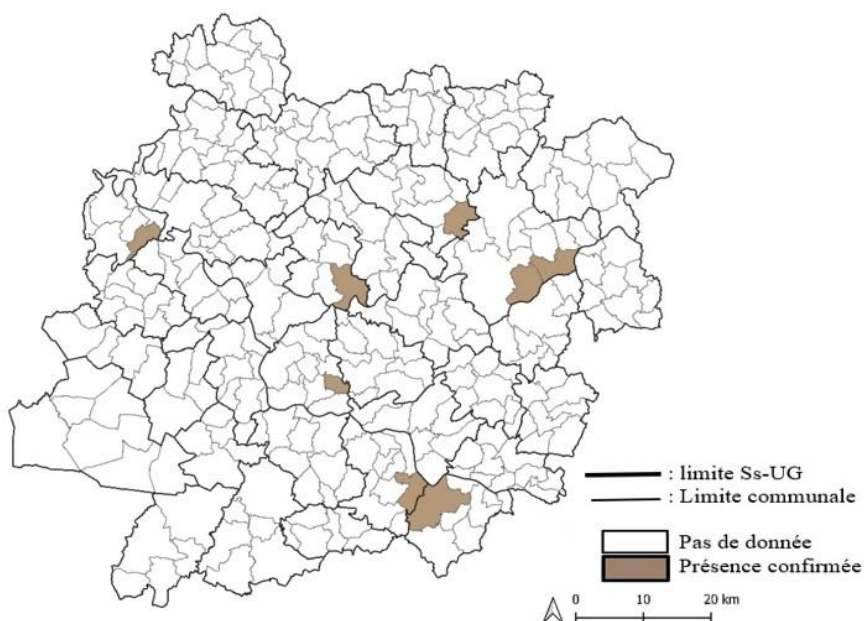 : limite Ss-UG
: Limite communale
Pas de donnée
Présence confirmée
0 10 20 km